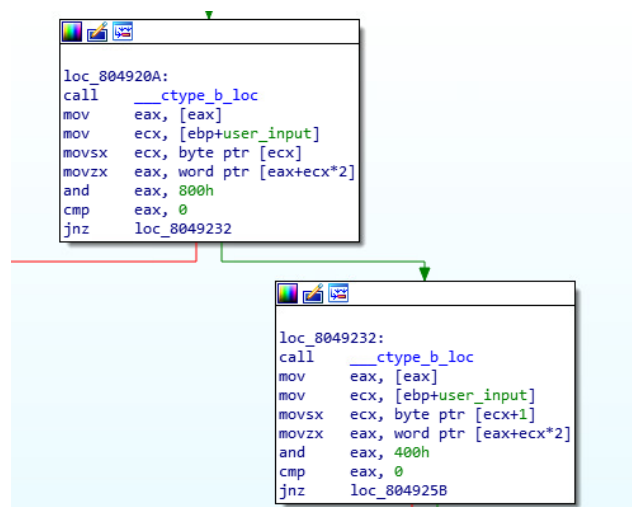 loc_804920A:
call ___ctype_b_loc
mov eax, [eax]
mov ecx, [ebp+user_input]
movsx ecx, byte ptr [ecx]
movzx eax, word ptr [eax+ecx*2]
and eax, 800h
cmp eax, 0
jnz loc_8049232
loc_8049232:
call ___ctype_b_loc
mov eax, [eax]
mov ecx, [ebp+user_input]
movsx ecx, byte ptr [ecx+1]
movzx eax, word ptr [eax+ecx*2]
and eax, 400h
cmp eax, 0
jnz loc_804925B